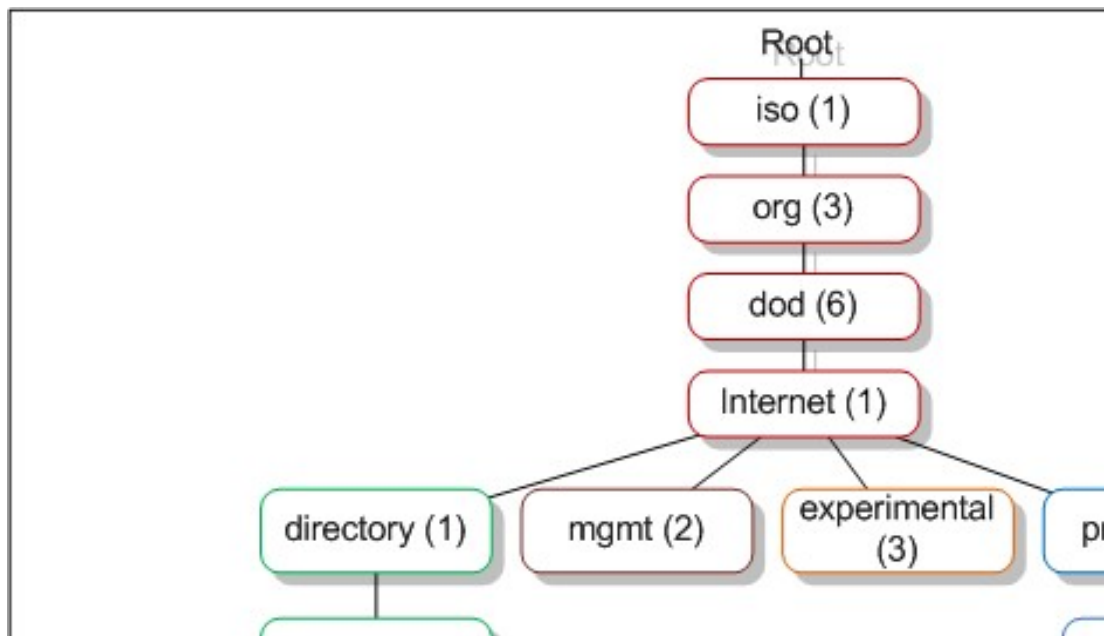 Root
iso (1)
org (3)
dod (6)
Internet (1)
directory (1)
mgmt (2)
experimental
(3)